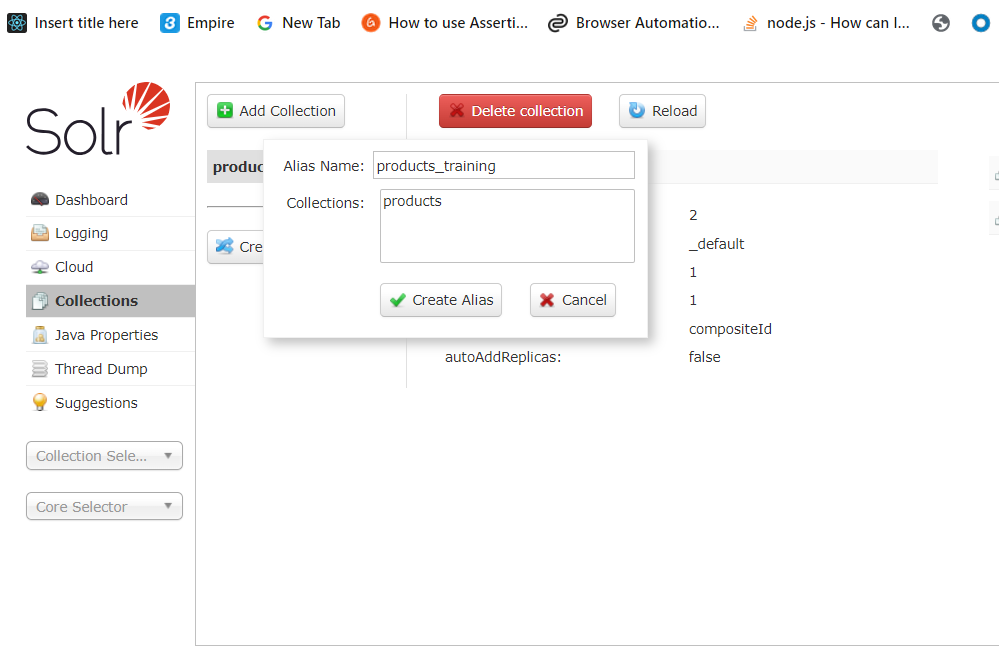 Insert title here Empire New Tab How to use Asserti... Browser Automatio... node.js - How can I...
Solr
Add Collection Delete collection Reload
produc
Alias Name: products_training
Collections: products
Cre
Create Alias Cancel
2
_default
1
1
compositeId
autoAddReplicas: false
Dashboard
Logging
Cloud
Collections
Java Properties
Thread Dump
Suggestions
Collection Sele...
Core Selector